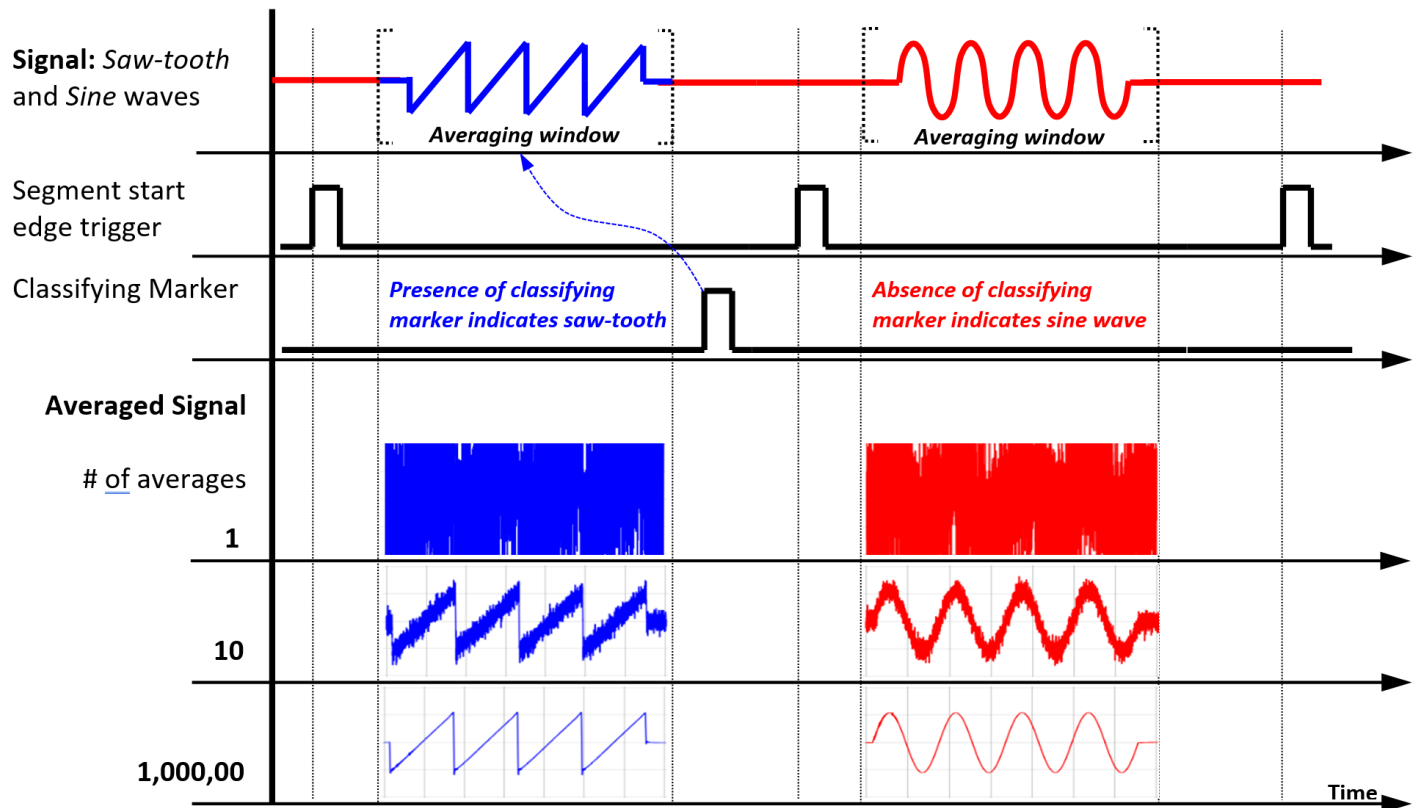 Signal: Saw-tooth
and Sine waves
Averaging window
Averaging window
Segment start
edge trigger
Classifying Marker
Presence of classifying
marker indicates saw-tooth
Absence of classifying
marker indicates sine wave
Averaged Signal
# of averages
1
10
1,000,00
Time